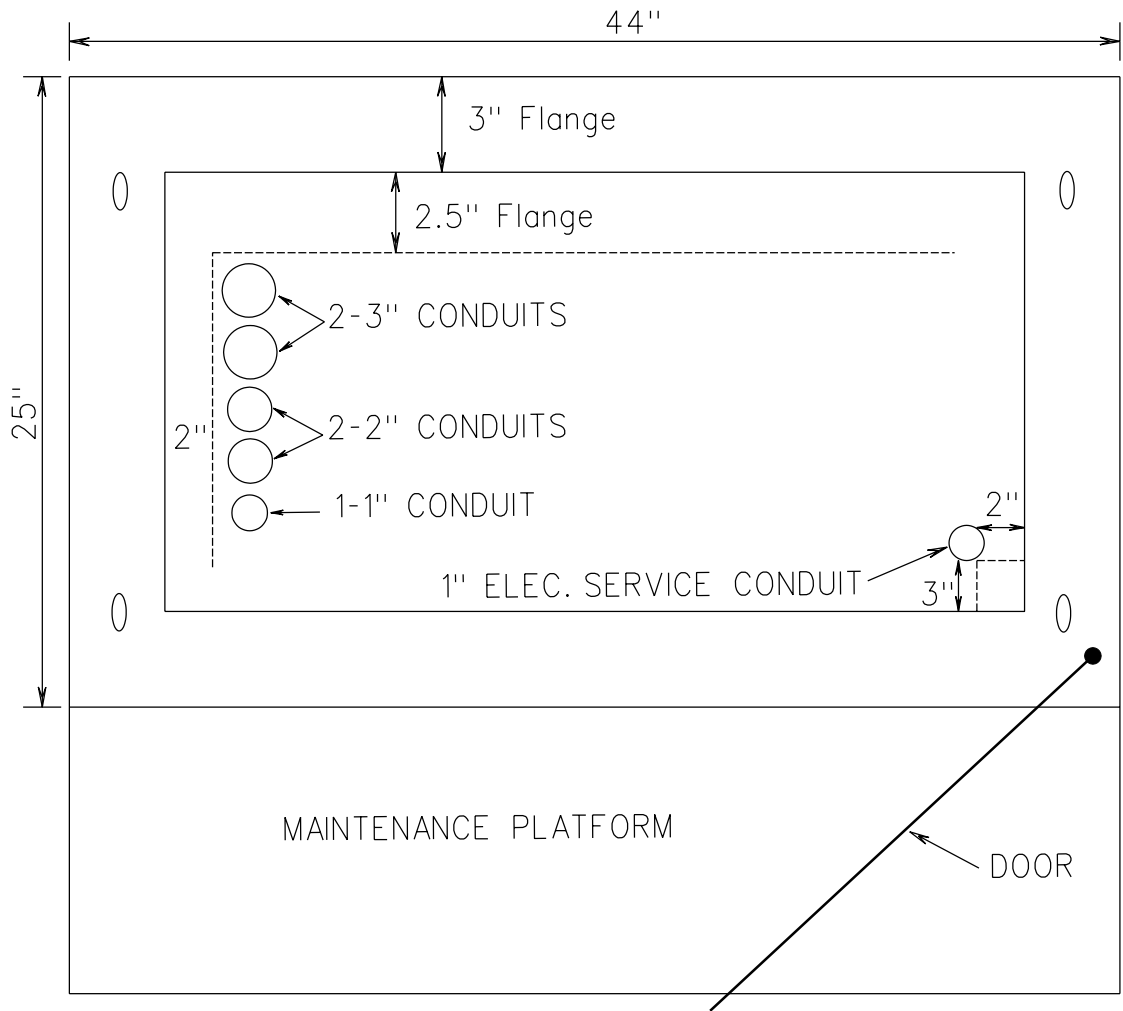 44"
3" Flange
2.5" Flange
2-3" CONDUITS
25"
2"
2-2" CONDUITS
1-1" CONDUIT
2"
1" ELEC. SERVICE CONDUIT
3"
MAINTENANCE PLATFORM
DOOR